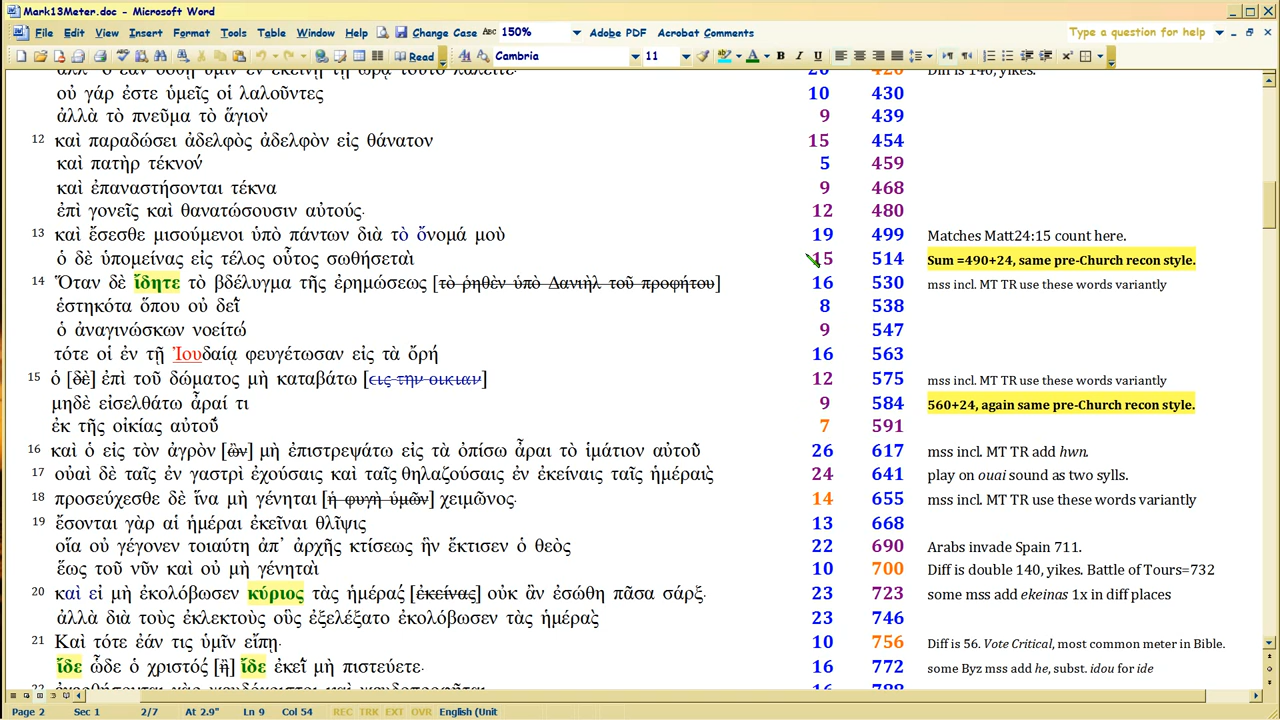 Mark13Meter.doc - Microsoft Word
File Edit View Insert Format Tools Table Window Help Change Case 150% Adobe PDF Acrobat Comments Type a question for help
Read Cambria 11
οὐ γάρ ἐστε ὑμεῖς οἱ λαλοῦντες 10 430
ἀλλὰ τὸ πνεῦμα τὸ ἅγιὸν 9 439
12 καὶ παραδώσει ἀδελφὸς ἀδελφὸν εἰς θάνατον 15 454
καὶ πατὴρ τέκνον́ 5 459
καὶ ἐπαναστήσονται τέκνα 9 468
ἐπὶ γονεῖς καὶ θανατώσουσιν αὐτούς· 12 480
13 καὶ ἔσεσθε μισούμενοι ὑπὸ πάντων διὰ τὸ ὄνομά μοὺ 19 499 Matches Matt24:15 count here.
ὁ δὲ ὑπομείνας εἰς τέλος οὗτος σωθήσεταὶ 15 514 Sum =490+24, same pre-Church recon style.
14 Ὅταν δὲ ἴδητε τὸ βδέλυγμα τῆς ἐρημώσεως [τὸ ῥηθὲν ὑπὸ Δανιὴλ τοῦ προφήτου] 16 530 mss incl. MT TR use these words variantly
ἑστηκότα ὅπου οὐ δεῖ 8 538
ὁ ἀναγινώσκων νοείτώ 9 547
τότε οἱ ἐν τῇ Ἰουδαίᾳ φευγέτωσαν εἰς τὰ ὄρή 16 563
15 ὁ [δὲ] ἐπὶ τοῦ δώματος μὴ καταβάτω [εις την οικιαν] 12 575 mss incl. MT TR use these words variantly
μηδὲ εἰσελθάτω ἆραί τι 9 584 560+24, again same pre-Church recon style.
ἐκ τῆς οἰκίας αὐτοῦ 7 591
16 καὶ ὁ εἰς τὸν ἀγρὸν [ὢν] μὴ ἐπιστρεψάτω εἰς τὰ ὀπίσω ἆραι τὸ ἱμάτιον αὐτοῦ 26 617 mss incl. MT TR add hwn.
17 οὐαὶ δὲ ταῖς ἐν γαστρὶ ἐχούσαις καὶ ταῖς θηλαζούσαις ἐν ἐκείναις ταῖς ἡμέραις̀ 24 641 play on ouai sound as two sylls.
18 προσεύχεσθε δὲ ἵνα μὴ γένηται [ἡ φυγὴ ὑμῶν] χειμῶνος· 14 655 mss incl. MT TR use these words variantly
19 ἔσονται γὰρ αἱ ἡμέραι ἐκεῖναι θλῖψις 13 668
οἵα οὐ γέγονεν τοιαύτη ἀπ᾽ ἀρχῆς κτίσεως ἣν ἔκτισεν ὁ θεὸς 22 690 Arabs invade Spain 711.
ἕως τοῦ νῦν καὶ οὐ μὴ γένηταὶ 10 700 Diff is double 140, yikes. Battle of Tours=732
20 καὶ εἰ μὴ ἐκολόβωσεν κύριος τὰς ἡμέρας́ [ἐκείνας] οὐκ ἂν ἐσώθη πᾶσα σάρξ· 23 723 some mss add ekeinas 1x in diff places
ἀλλὰ διὰ τοὺς ἐκλεκτοὺς οὓς ἐξελέξατο ἐκολόβωσεν τὰς ἡμέρας̀ 23 746
21 Καὶ τότε ἐάν τις ὑμῖν εἴπῃ· 10 756 Diff is 56. Vote Critical, most common meter in Bible.
ἴδε ὧδε ὁ χριστός [ἢ] ἴδε ἐκεῖ μὴ πιστεύετε· 16 772 some Byz mss add he, subst. idou for ide
Page 2 Sec 1 2/7 At 2.9" Ln 9 Col 54 REC TRK EXT OVR English (Unit